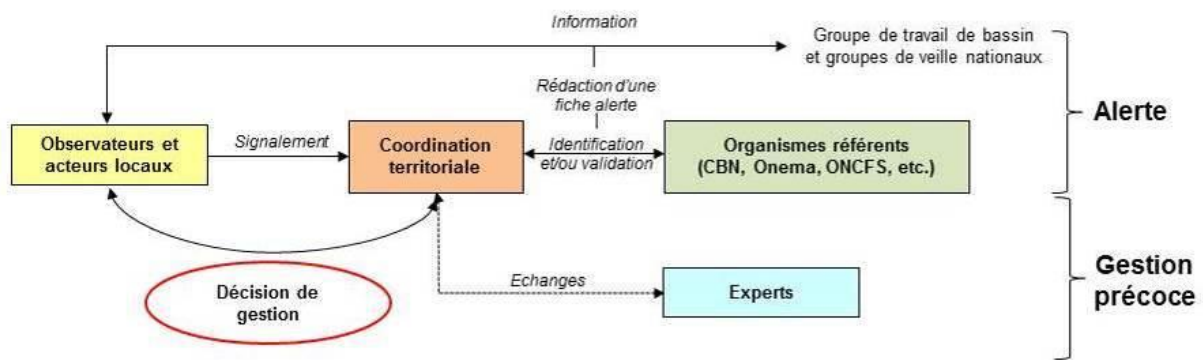 Information
Groupe de travail de bassin
et groupes de veille nationaux
Rédaction d'une
fiche alerte
Alerte
Observateurs et
acteurs locaux
Signalement
Coordination
territoriale
Identification
et/ou validation
Organismes référents
(CBN, Onema, ONCFS, etc.)
Décision de
gestion
Echanges
Experts
Gestion
précoce